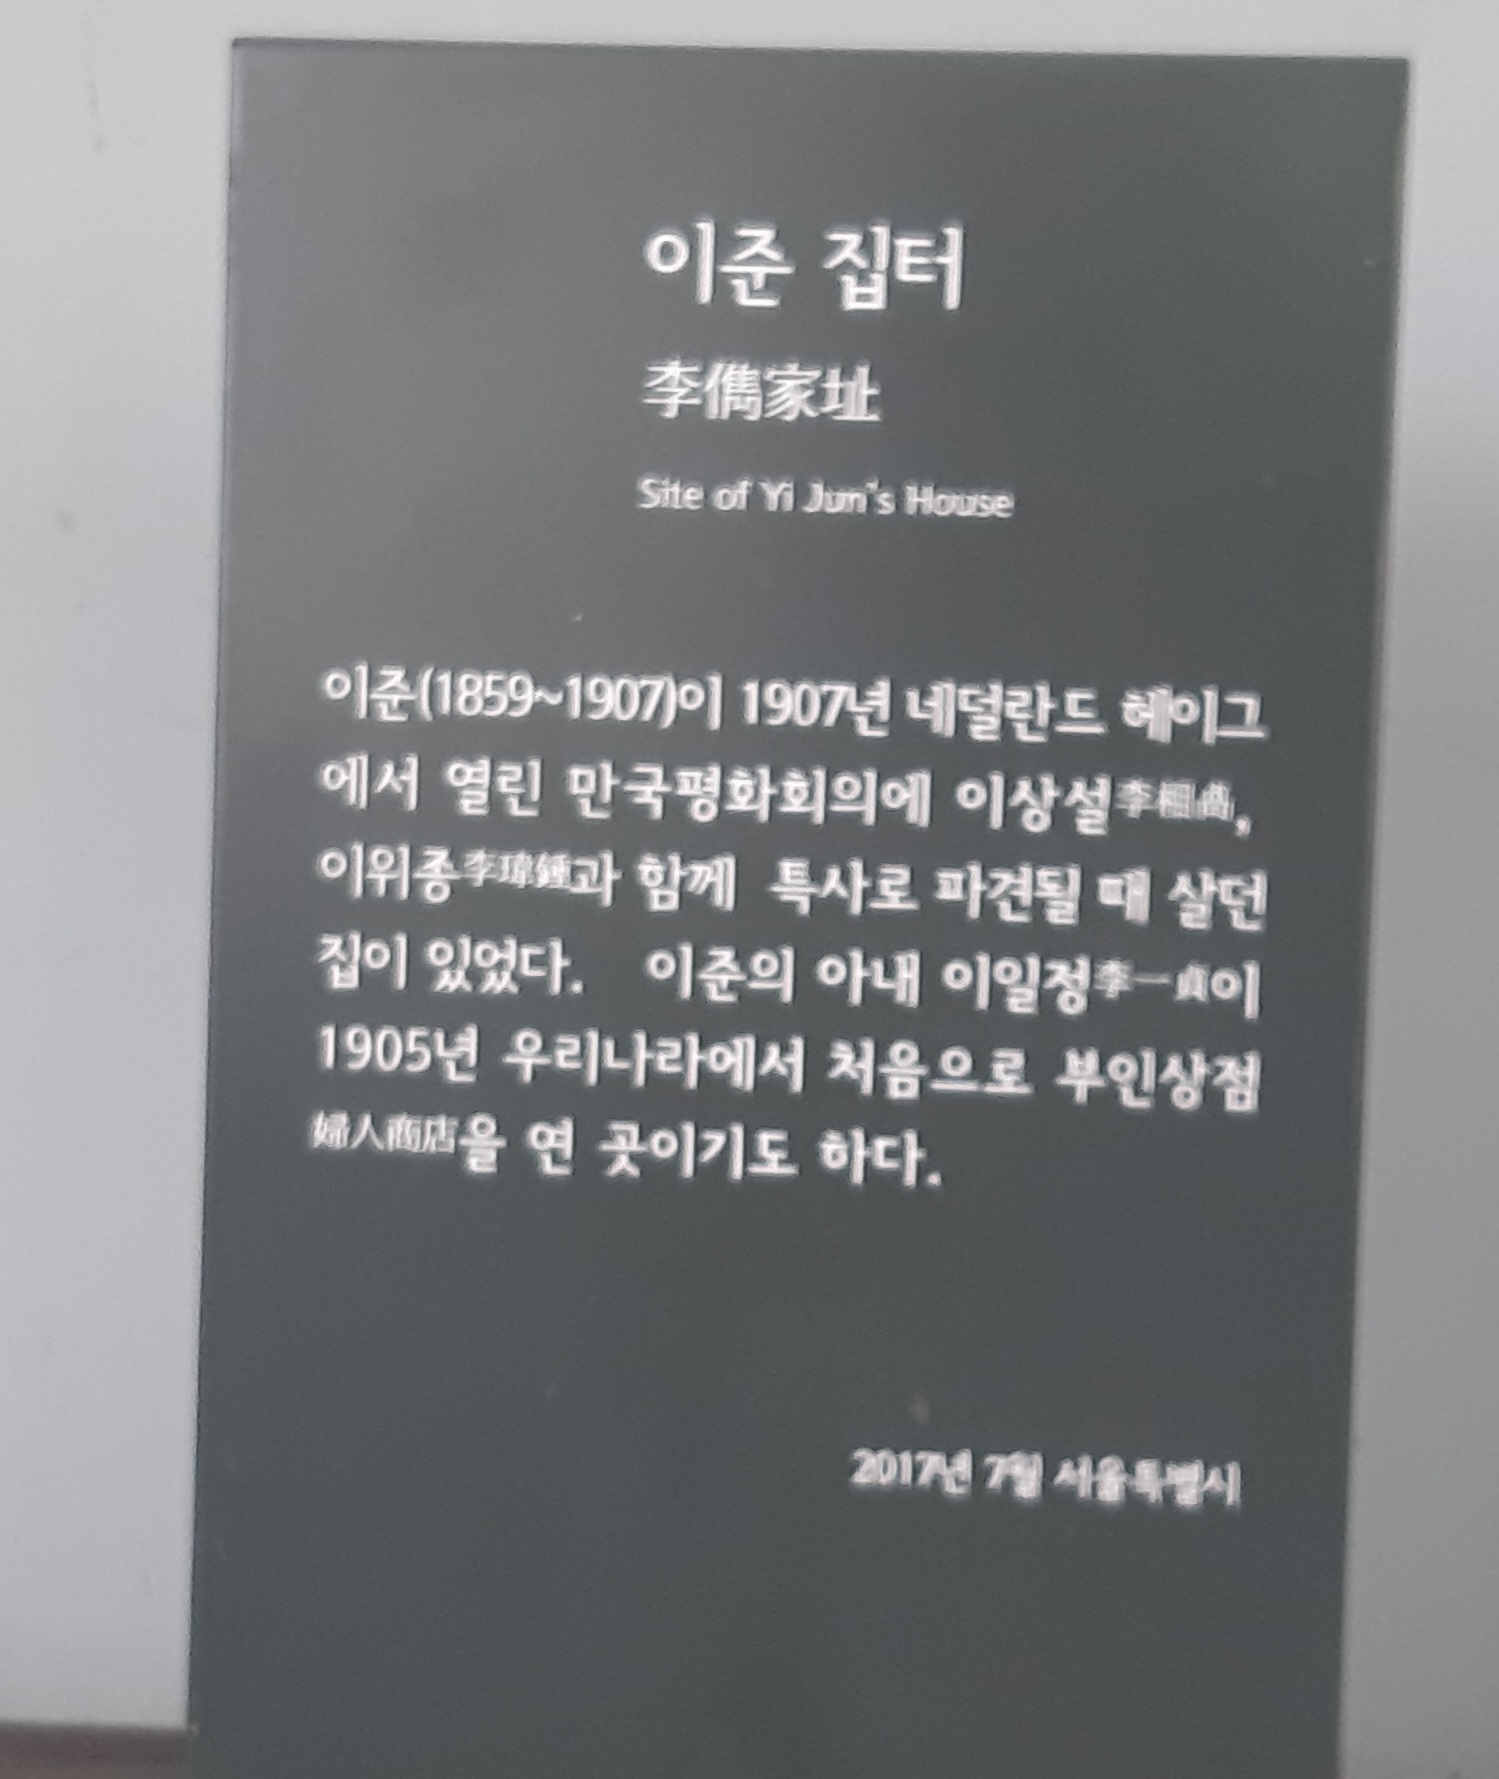 이준 집터
李儁家址
Site of Yi Jun's House
이준(1859~1907)이 1907년 네덜란드 헤이그
에서 열린 만국평화회의에 이상설李相卨,
이위종李瑋鍾과 함께 특사로 파견될 때 살던
집이 있었다. 이준의 아내 이일정李一貞이
1905년 우리나라에서 처음으로 부인상점
婦人商店을 연 곳이기도 하다.
2017년 7월 서울특별시